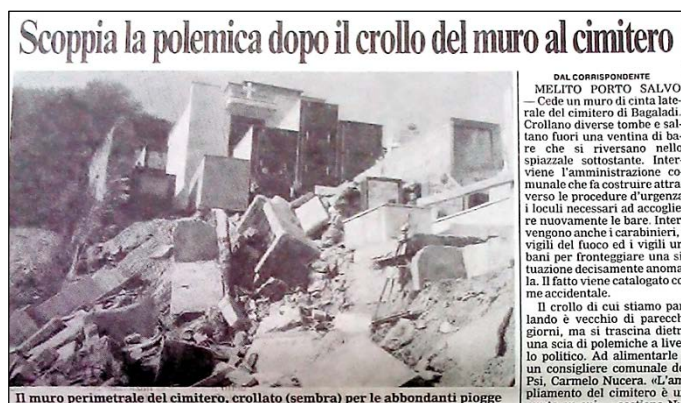 Scoppia la polemica dopo il crollo del muro al cimitero
DAL CORRISPONDENTE
MELITO PORTO SALVO
— Cede un muro di cinta late-
rale del cimitero di Bagaladi.
Crollano diverse tombe e sal-
tano fuori una ventina di ba-
re che si riversano nello
spiazzale sottostante. Inter-
viene l'amministrazione co-
munale che fa costruire attra
verso le procedure d'urgenza
i loculi necessari ad accoglie
re nuovamente le bare. Inter
vengono anche i carabinieri,
vigili del fuoco ed i vigili ur
bani per fronteggiare una si
tuazione decisamente anoma
la. Il fatto viene catalogato co
me accidentale.
Il crollo di cui stiamo par
lando è vecchio di parecch
giorni, ma si trascina dietr
una scia di polemiche a live
lo politico. Ad alimentarle
un consigliere comunale de
Psi, Carmelo Nucera. «L'am
pliamento del cimitero è u
Il muro perimetrale del cimitero, crollato (sembra) per le abbondanti piogge